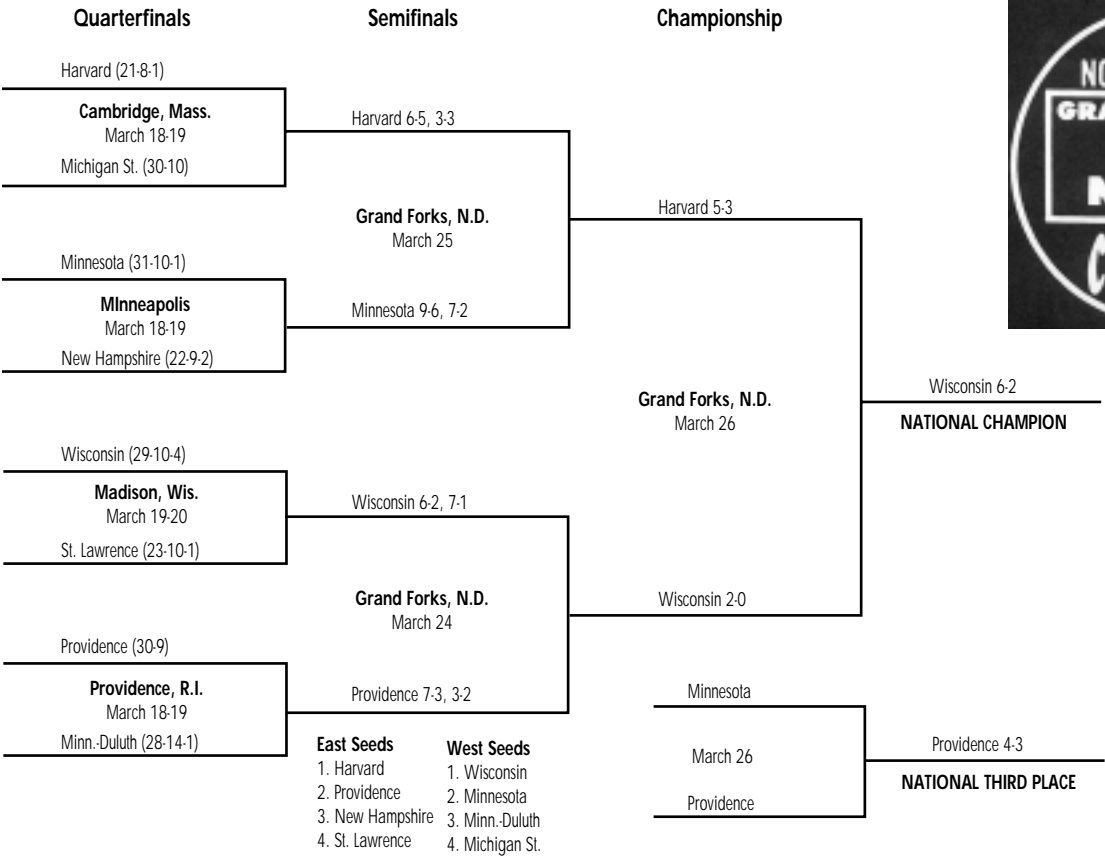 Quarterfinals
Semifinals
Championship
Harvard (21-8-1)
Cambridge, Mass.
March 18-19
Michigan St. (30-10)
Minnesota (31-10-1)
MInneapolis
March 18-19
New Hampshire (22-9-2)
Wisconsin (29-10-4)
Madison, Wis.
March 19-20
St. Lawrence (23-10-1)
Providence (30-9)
Providence, R.I.
March 18-19
Minn.-Duluth (28-14-1)
Harvard 6-5, 3-3
Grand Forks, N.D.
March 25
Minnesota 9-6, 7-2
Wisconsin 6-2, 7-1
Grand Forks, N.D.
March 24
Providence 7-3, 3-2
East Seeds
1. Harvard
2. Providence
3. New Hampshire
4. St. Lawrence
West Seeds
1. Wisconsin
2. Minnesota
3. Minn.-Duluth
4. Michigan St.
Harvard 5-3
Grand Forks, N.D.
March 26
Wisconsin 2-0
Wisconsin 6-2
NATIONAL CHAMPION
Minnesota
March 26
Providence
Providence 4-3
NATIONAL THIRD PLACE